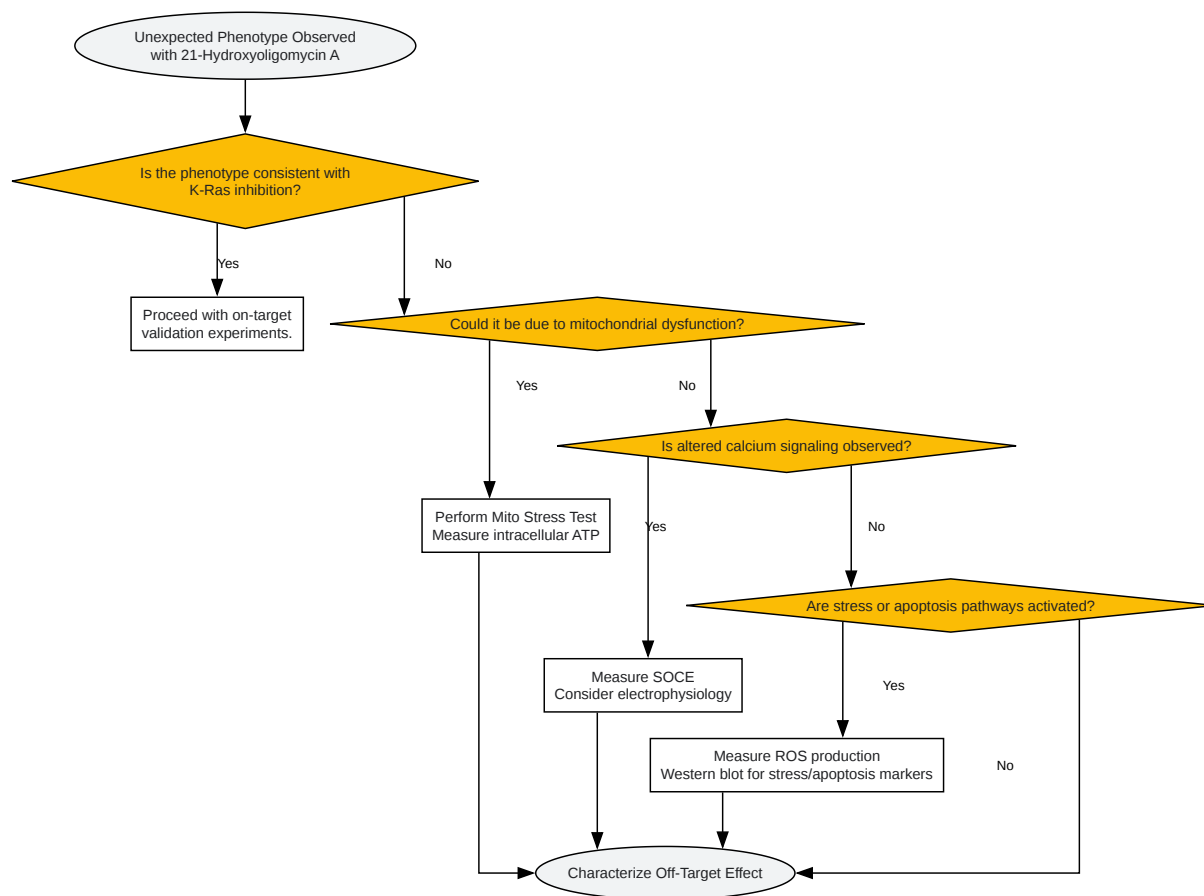 Unexpected Phenotype Observed
with 21-Hydroxyoligomycin A
Is the phenotype consistent with
K-Ras inhibition?
Yes
No
Proceed with on-target
validation experiments.
Could it be due to mitochondrial dysfunction?
Yes
No
Is altered calcium signaling observed?
Perform Mito Stress Test
Measure intracellular ATP
Yes
No
Are stress or apoptosis pathways activated?
Measure SOCE
Consider electrophysiology
Yes
Measure ROS production
Western blot for stress/apoptosis markers
No
Characterize Off-Target Effect